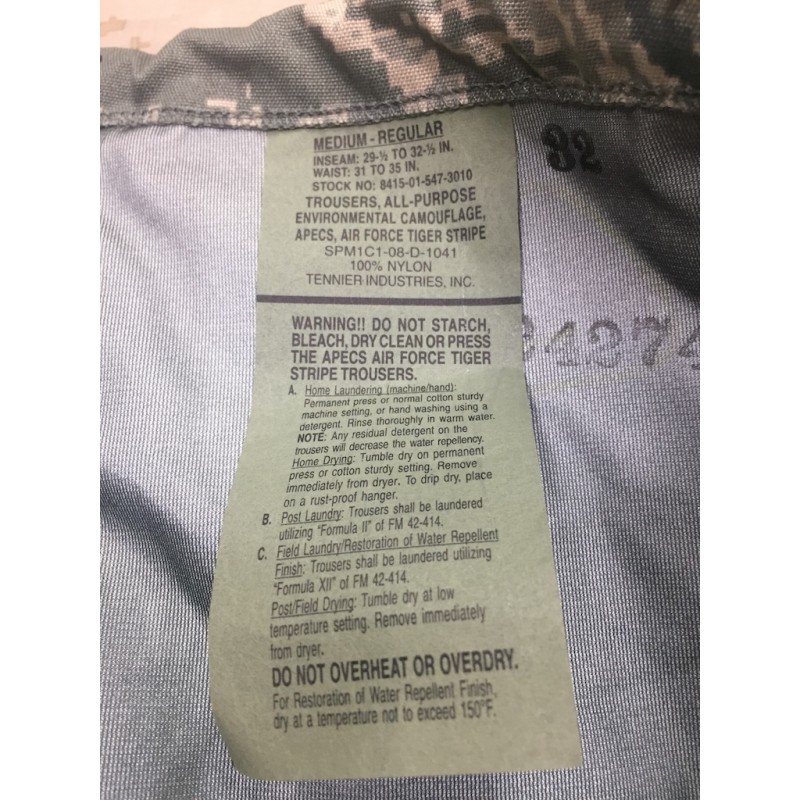 MEDIUM - REGULAR
INSEAM: 29-½ TO 32-½ IN.
WAIST: 31 TO 35 IN.
STOCK NO: 8415-01-547-3010
TROUSERS, ALL-PURPOSE
ENVIRONMENTAL CAMOUFLAGE,
APECS, AIR FORCE TIGER STRIPE
SPM1C1-08-D-1041
100% NYLON
TENNIER INDUSTRIES, INC.
32
WARNING!! DO NOT STARCH,
BLEACH, DRY CLEAN OR PRESS
THE APECS AIR FORCE TIGER
STRIPE TROUSERS.
A. Home Laundering (machine/hand):
Permanent press or normal cotton sturdy
machine setting, or hand washing using a
detergent. Rinse thoroughly in warm water.
NOTE: Any residual detergent on the
trousers will decrease the water repellency.
Home Drying: Tumble dry on permanent
press or cotton sturdy setting. Remove
immediately from dryer. To drip dry, place
on a rust-proof hanger.
B. Post Laundry: Trousers shall be laundered
utilizing "Formula II" of FM 42-414.
C. Field Laundry/Restoration of Water Repellent
Finish: Trousers shall be laundered utilizing
"Formula XII" of FM 42-414.
Post/Field Drying: Tumble dry at low
temperature setting. Remove immediately
from dryer.
DO NOT OVERHEAT OR OVERDRY.
For Restoration of Water Repellent Finish,
dry at a temperature not to exceed 150°F.